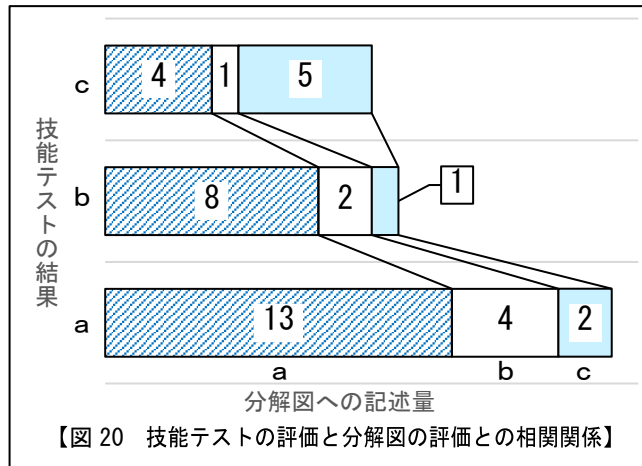 技能テストの結果
c
4
1
5
b
8
2
1
a
13
4
2
a
b
c
分解図への記述量
【図 20 技能テストの評価と分解図の評価との相関関係】